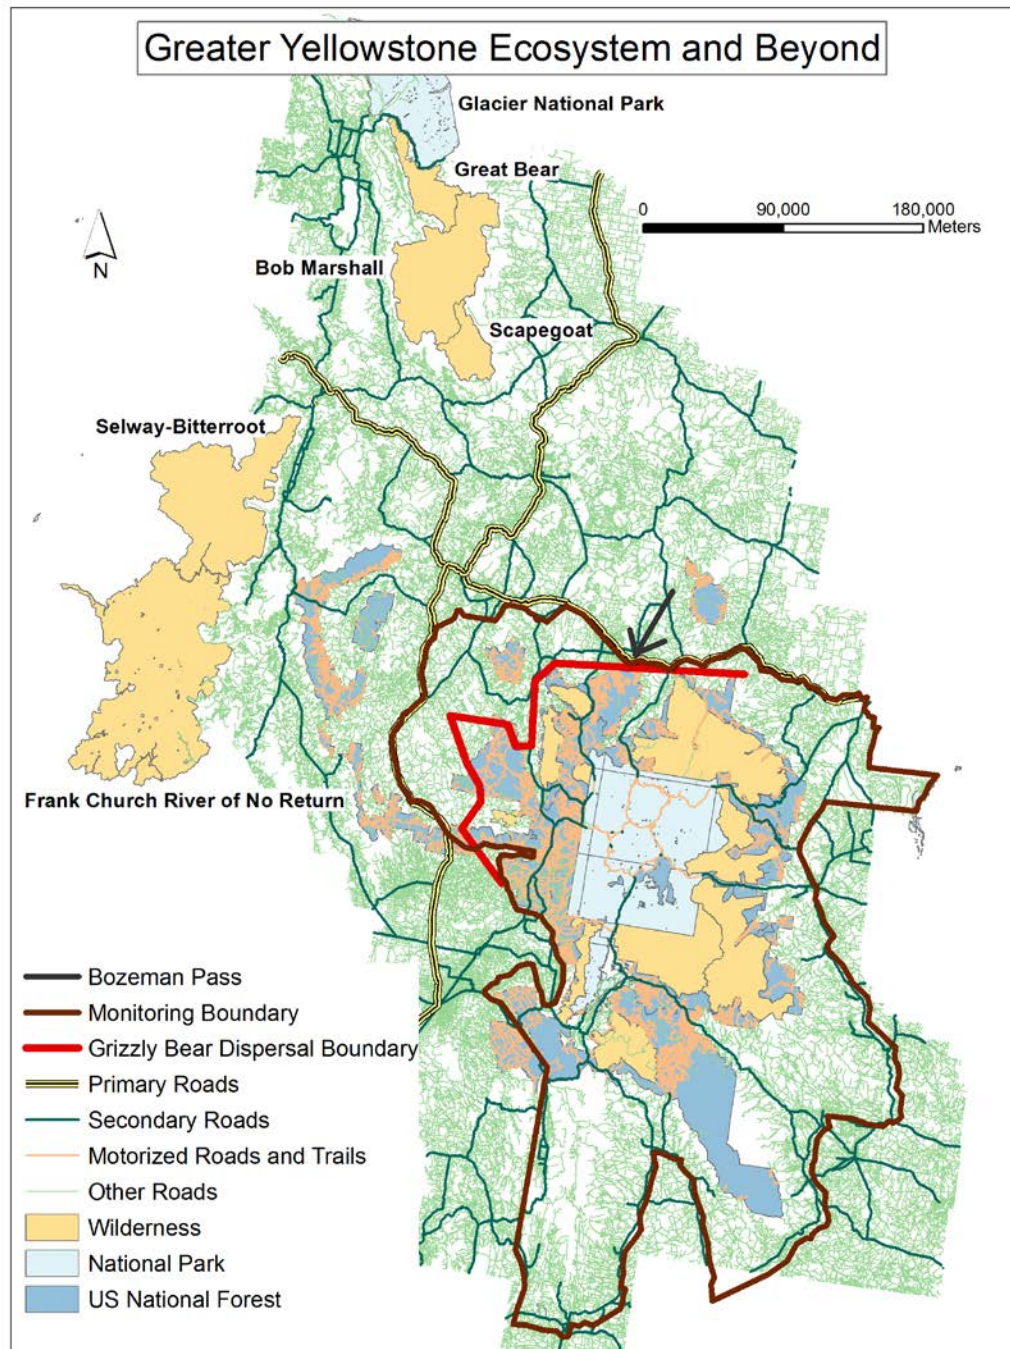 Greater Yellowstone Ecosystem and Beyond
Glacier National Park
Great Bear
0 90,000 180,000
Meters
N
Bob Marshall
Scapegoat
Selway-Bitterroot
Frank Church River of No Return
Bozeman Pass
Monitoring Boundary
Grizzly Bear Dispersal Boundary
Primary Roads
Secondary Roads
Motorized Roads and Trails
Other Roads
Wilderness
National Park
US National Forest